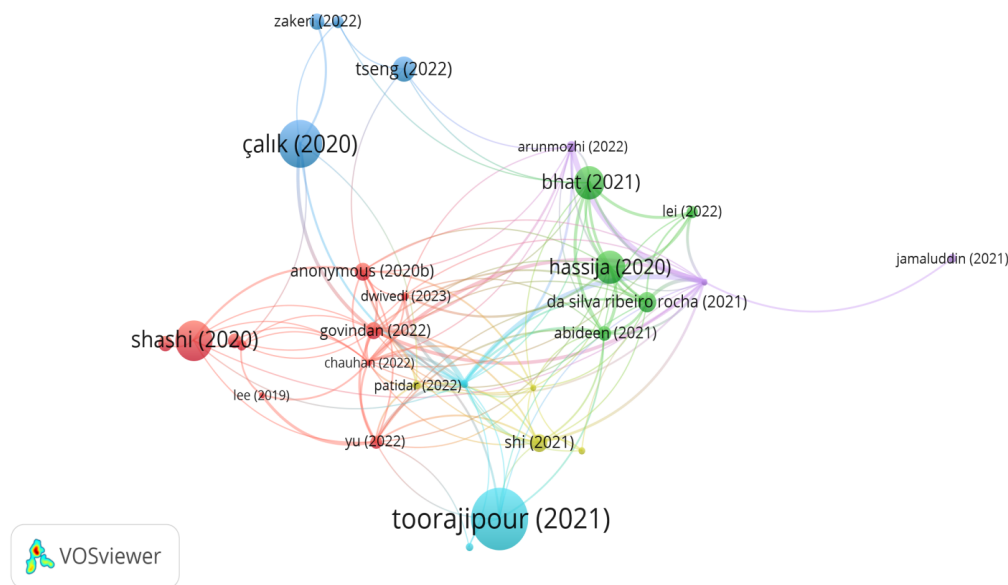 zakeri (2022)
tseng (2022)
çalık (2020)
arunmozhi (2022)
bhat (2021)
lei (2022)
jamaluddin (2021)
hassija (2020)
anonymous (2020b)
dwivedi (2023)
da silva ribeiro rocha (2021)
govindan (2022)
abideen (2021)
shashi (2020)
chauhan (2022)
patidar (2022)
lee (2019)
yu (2022)
shi (2021)
toorajipour (2021)
VOSviewer